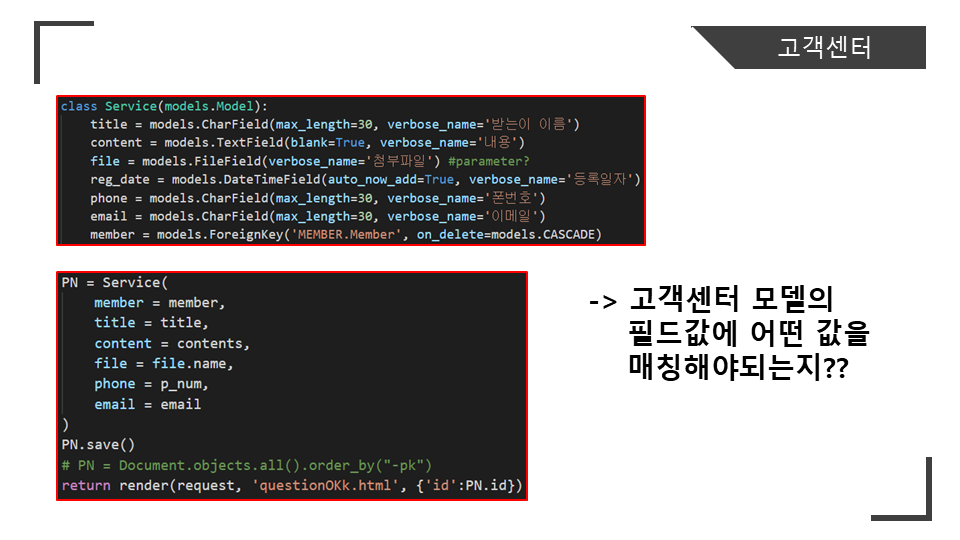 고객센터
class Service(models.Model):
title = models.CharField(max_length=30, verbose_name='받는이 이름')
content = models.TextField(blank=True, verbose_name='내용')
file = models.FileField(verbose_name='첨부파일') #parameter?
reg_date = models.DateTimeField(auto_now_add=True, verbose_name='등록일자')
phone = models.CharField(max_length=30, verbose_name='폰번호')
email = models.CharField(max_length=30, verbose_name='이메일')
member = models.ForeignKey('MEMBER.Member', on_delete=models.CASCADE)
PN = Service(
member = member,
title = title,
content = contents,
file = file.name,
phone = p_num,
email = email
)
PN.save()
# PN = Document.objects.all().order_by("-pk")
return render(request, 'questionOKk.html', {'id':PN.id})
-> 고객센터 모델의
필드값에 어떤 값을
매칭해야되는지??